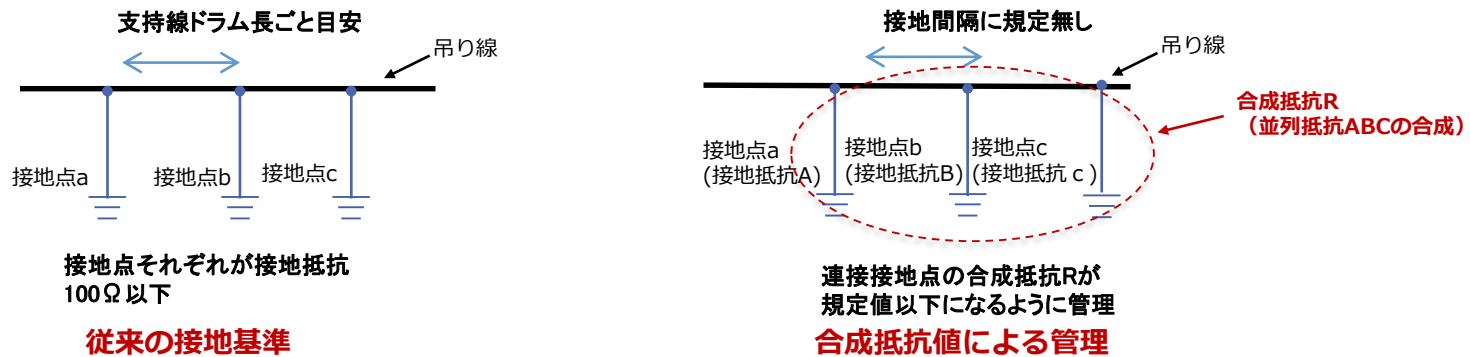 支持線ドラム長ごと目安
吊り線
接地点a
接地点b
接地点c
接地点それぞれが接地抵抗
100Ω以下
従来の接地基準
接地間隔に規定無し
吊り線
合成抵抗R
（並列抵抗ABCの合成）
接地点a
(接地抵抗A)
接地点b
(接地抵抗B)
接地点c
(接地抵抗ｃ)
連接接地点の合成抵抗Rが
規定値以下になるように管理
合成抵抗値による管理